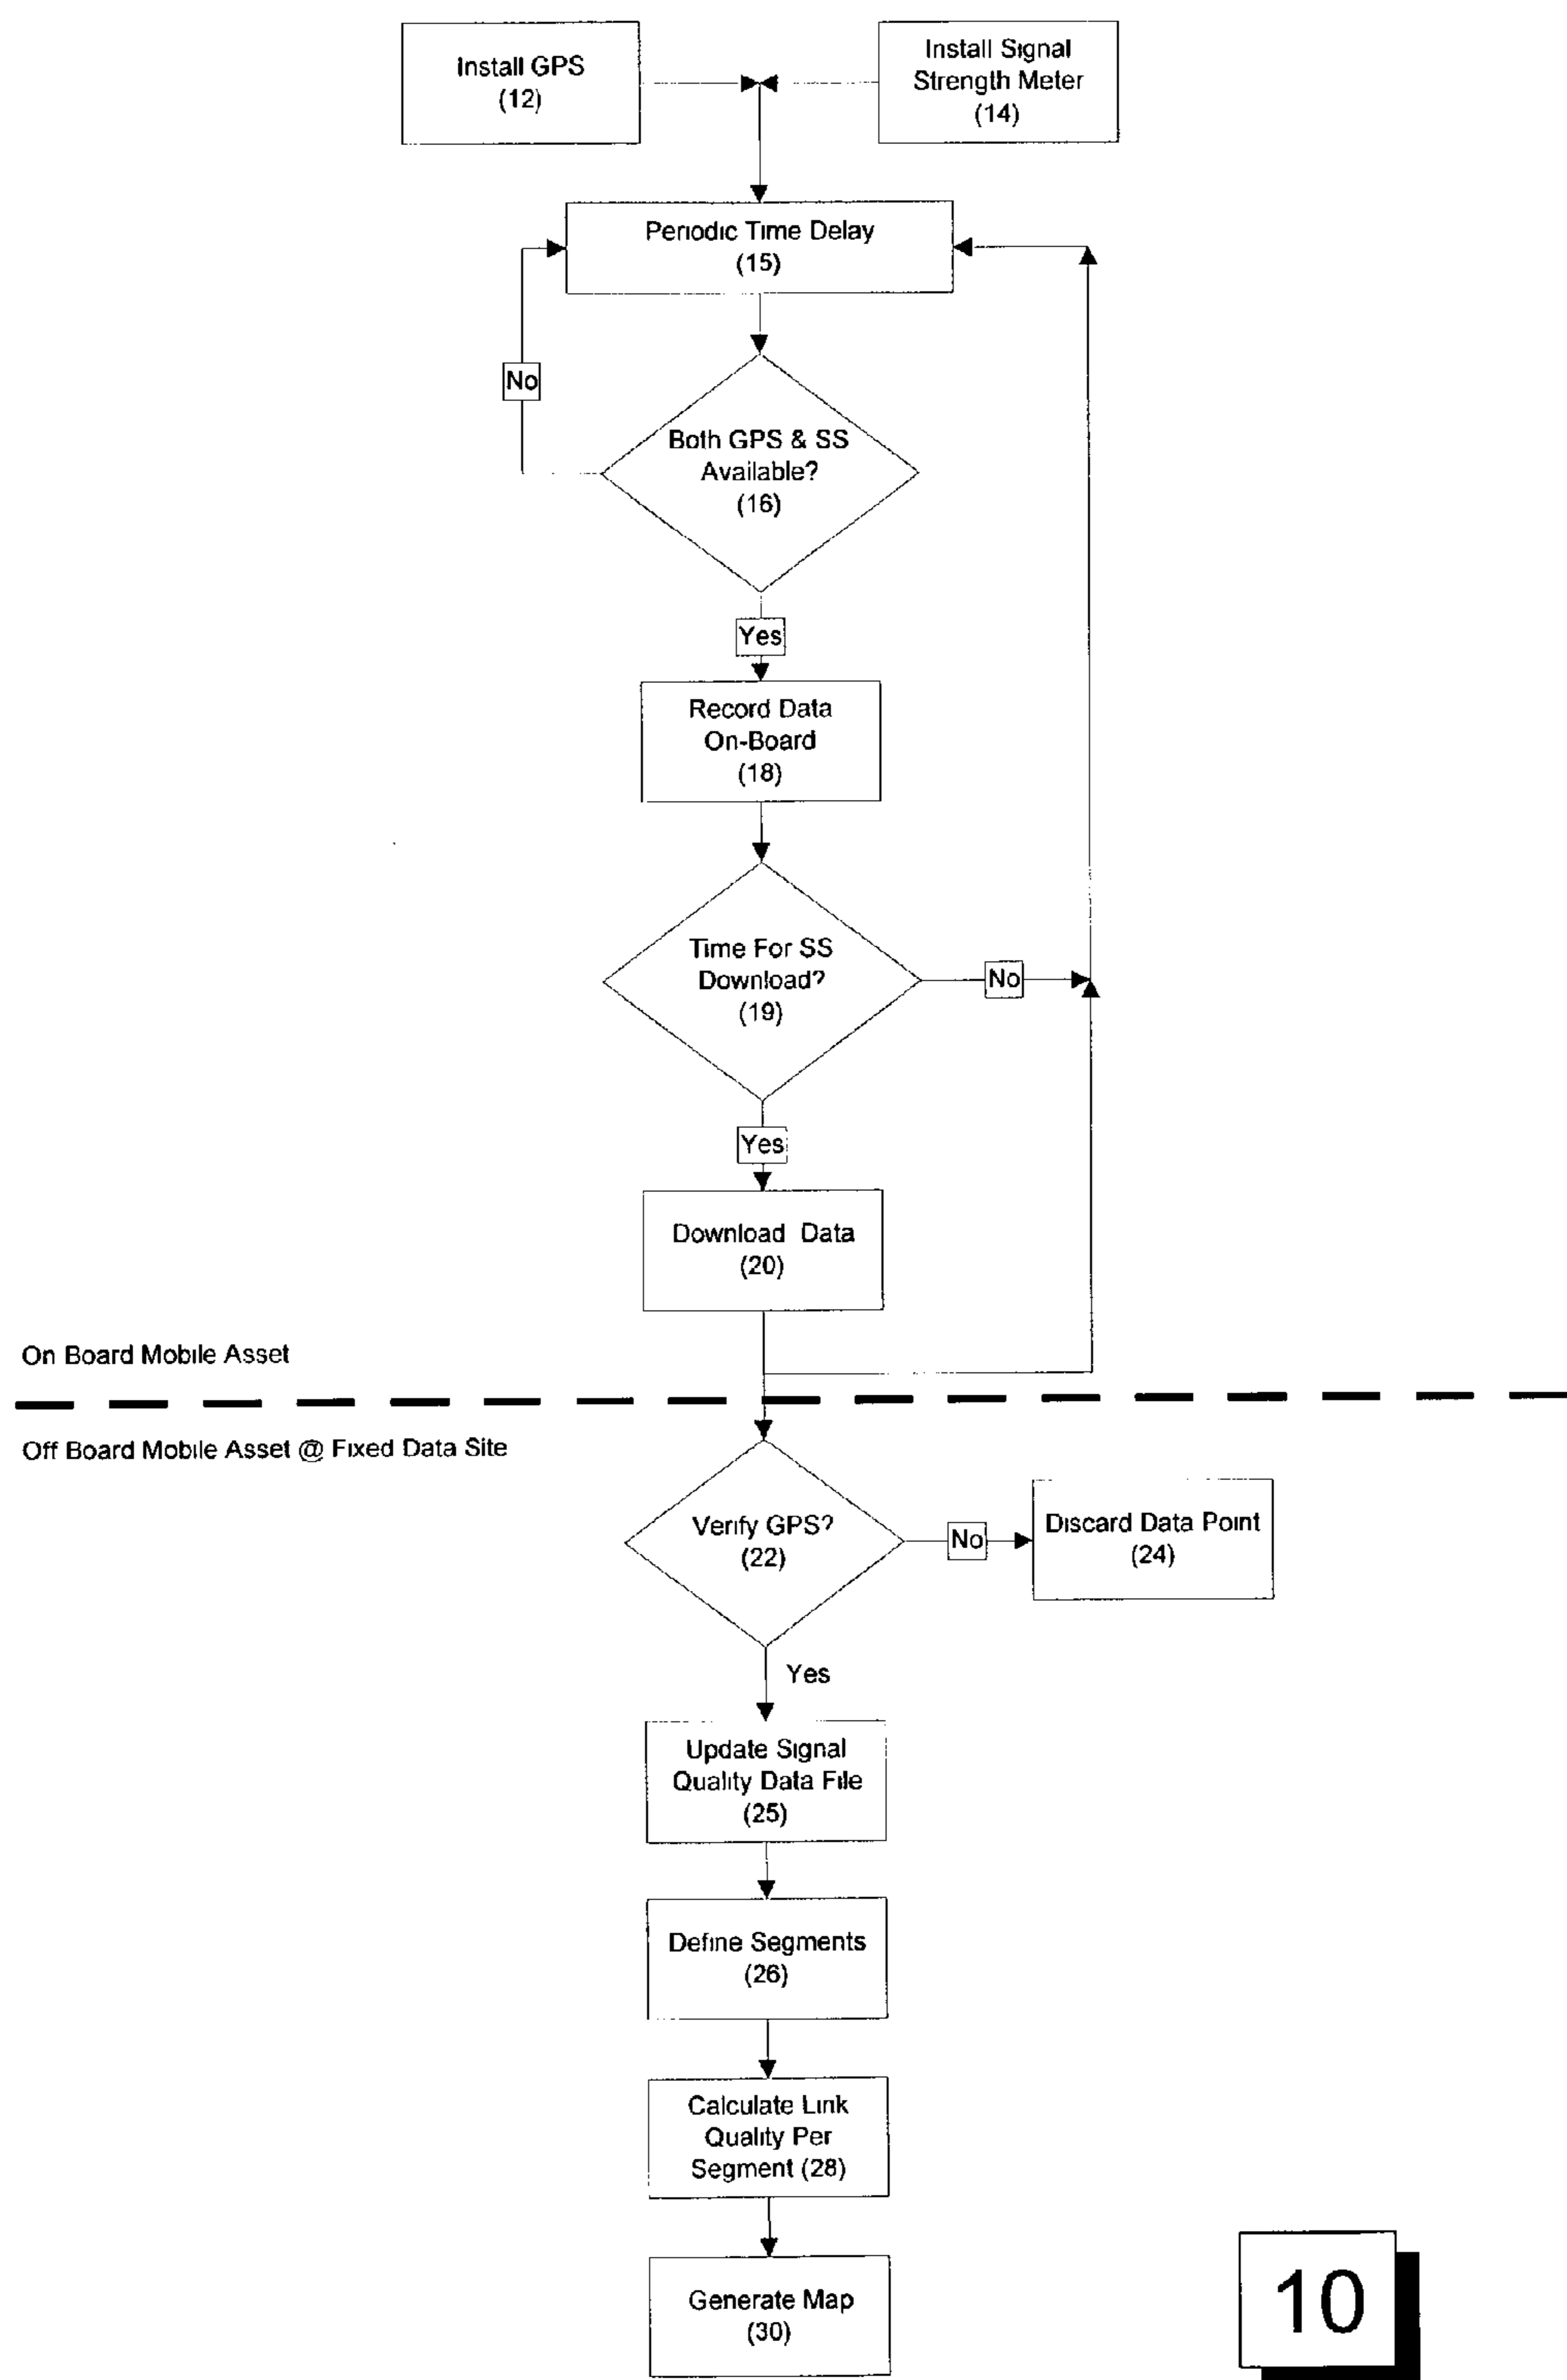 Install GPS
(12)
Install Signal
Strength Meter
(14)
Periodic Time Delay
(15)
No
Both GPS & SS
Available?
(16)
Yes
Record Data
On-Board
(18)
Time For SS
Download?
(19)
No
Yes
Download Data
(20)
On Board Mobile Asset
Off Board Mobile Asset @ Fixed Data Site
Verify GPS?
(22)
No
Discard Data Point
(24)
Yes
Update Signal
Quality Data File
(25)
Define Segments
(26)
Calculate Link
Quality Per
Segment (28)
Generate Map
(30)
10